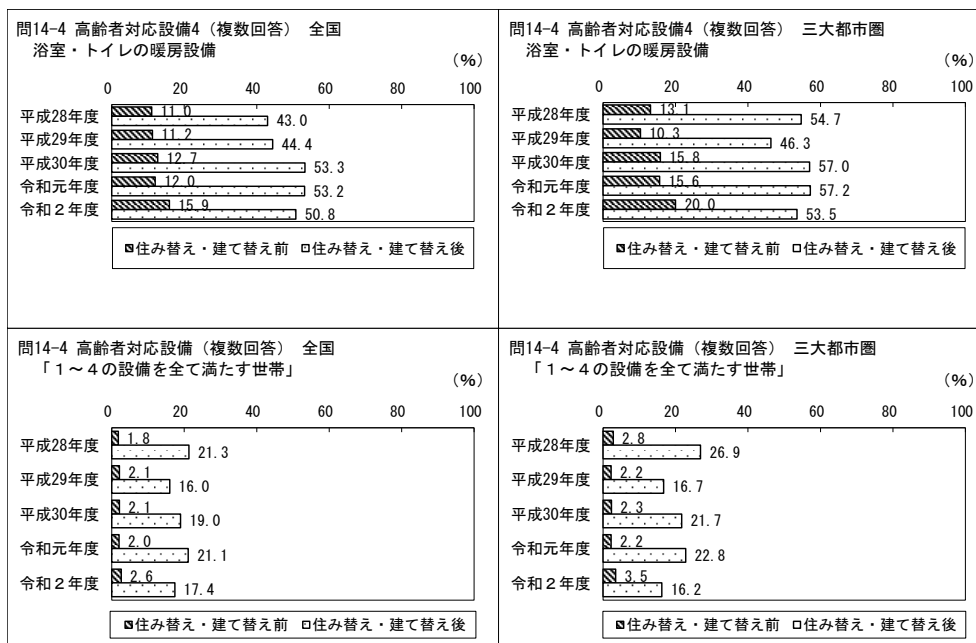 問14-4 高齢者対応設備4（複数回答） 全国
浴室・トイレの暖房設備
(％)
0 20 40 60 80 100
平成28年度 11.0 43.0
平成29年度 11.2 44.4
平成30年度 12.7 53.3
令和元年度 12.0 53.2
令和２年度 15.9 50.8
住み替え・建て替え前 住み替え・建て替え後
問14-4 高齢者対応設備4（複数回答） 三大都市圏
浴室・トイレの暖房設備
(％)
0 20 40 60 80 100
平成28年度 13.1 54.7
平成29年度 10.3 46.3
平成30年度 15.8 57.0
令和元年度 15.6 57.2
令和２年度 20.0 53.5
住み替え・建て替え前 住み替え・建て替え後
問14-4 高齢者対応設備（複数回答） 全国
「１～４の設備を全て満たす世帯」
(％)
0 20 40 60 80 100
平成28年度 1.8 21.3
平成29年度 2.1 16.0
平成30年度 2.1 19.0
令和元年度 2.0 21.1
令和２年度 2.6 17.4
住み替え・建て替え前 住み替え・建て替え後
問14-4 高齢者対応設備（複数回答） 三大都市圏
「１～４の設備を全て満たす世帯」
(％)
0 20 40 60 80 100
平成28年度 2.8 26.9
平成29年度 2.2 16.7
平成30年度 2.3 21.7
令和元年度 2.2 22.8
令和２年度 3.5 16.2
住み替え・建て替え前 住み替え・建て替え後